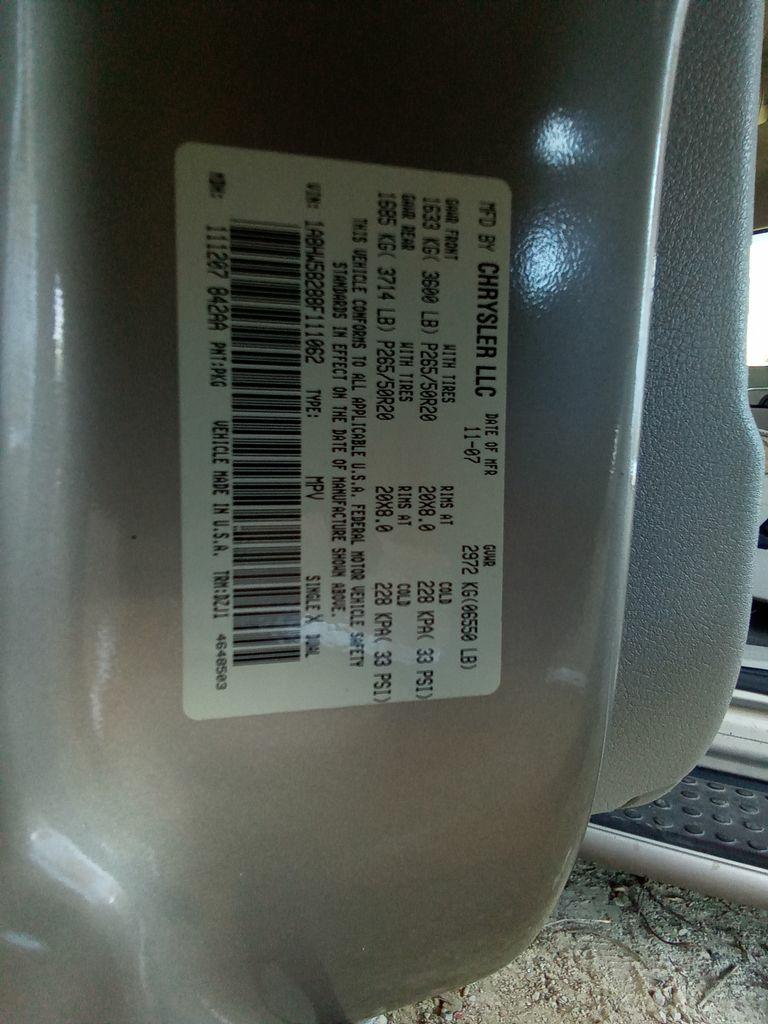 MFD BY CHRYSLER LLC DATE OF MFR GVWR
11-07 2972 KG(06550 LB)
GAWR FRONT WITH TIRES RIMS AT COLD
1633 KG( 3600 LB) P265/50R20 20X8.0 228 KPA( 33 PSI)
GAWR REAR WITH TIRES RIMS AT COLD
1685 KG( 3714 LB) P265/50R20 20X8.0 228 KPA( 33 PSI)
THIS VEHICLE CONFORMS TO ALL APPLICABLE U.S.A. FEDERAL MOTOR VEHICLE SAFETY
STANDARDS IN EFFECT ON THE DATE OF MANUFACTURE SHOWN ABOVE.
VIN: 1A8HW58288F111062 TYPE: MPV SINGLE X DUAL
MDH: 111207 842AA PNT:PKG VEHICLE MADE IN U.S.A. TRM:DZJ1 4648503